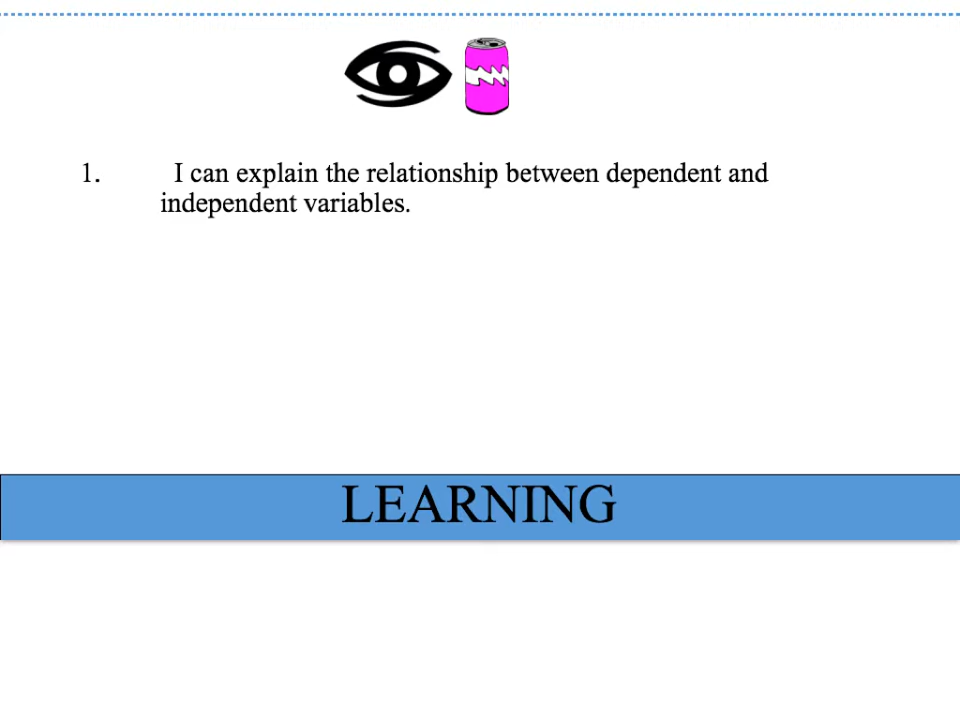 1. I can explain the relationship between dependent and
independent variables.
LEARNING